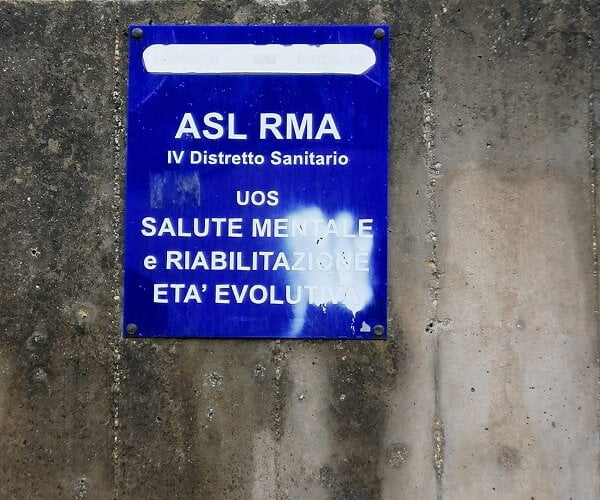 ASL RMA
IV Distretto Sanitario
UOS
SALUTE MENTALE
e RIABILITAZIONE
ETA' EVOLUTIVA